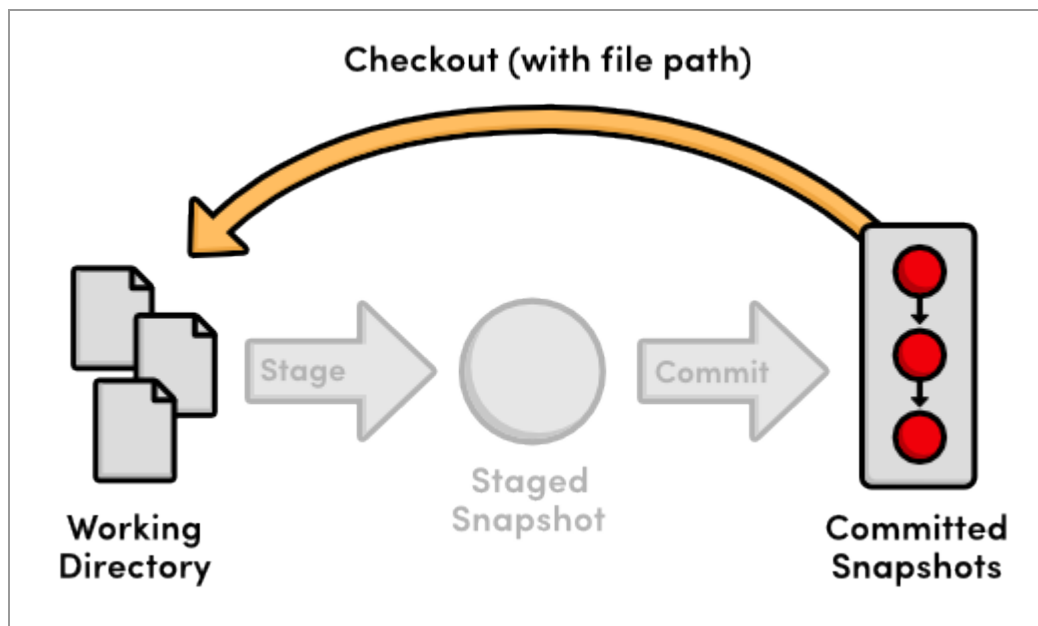 Checkout (with file path)
Stage
Commit
Staged
Snapshot
Working
Directory
Committed
Snapshots